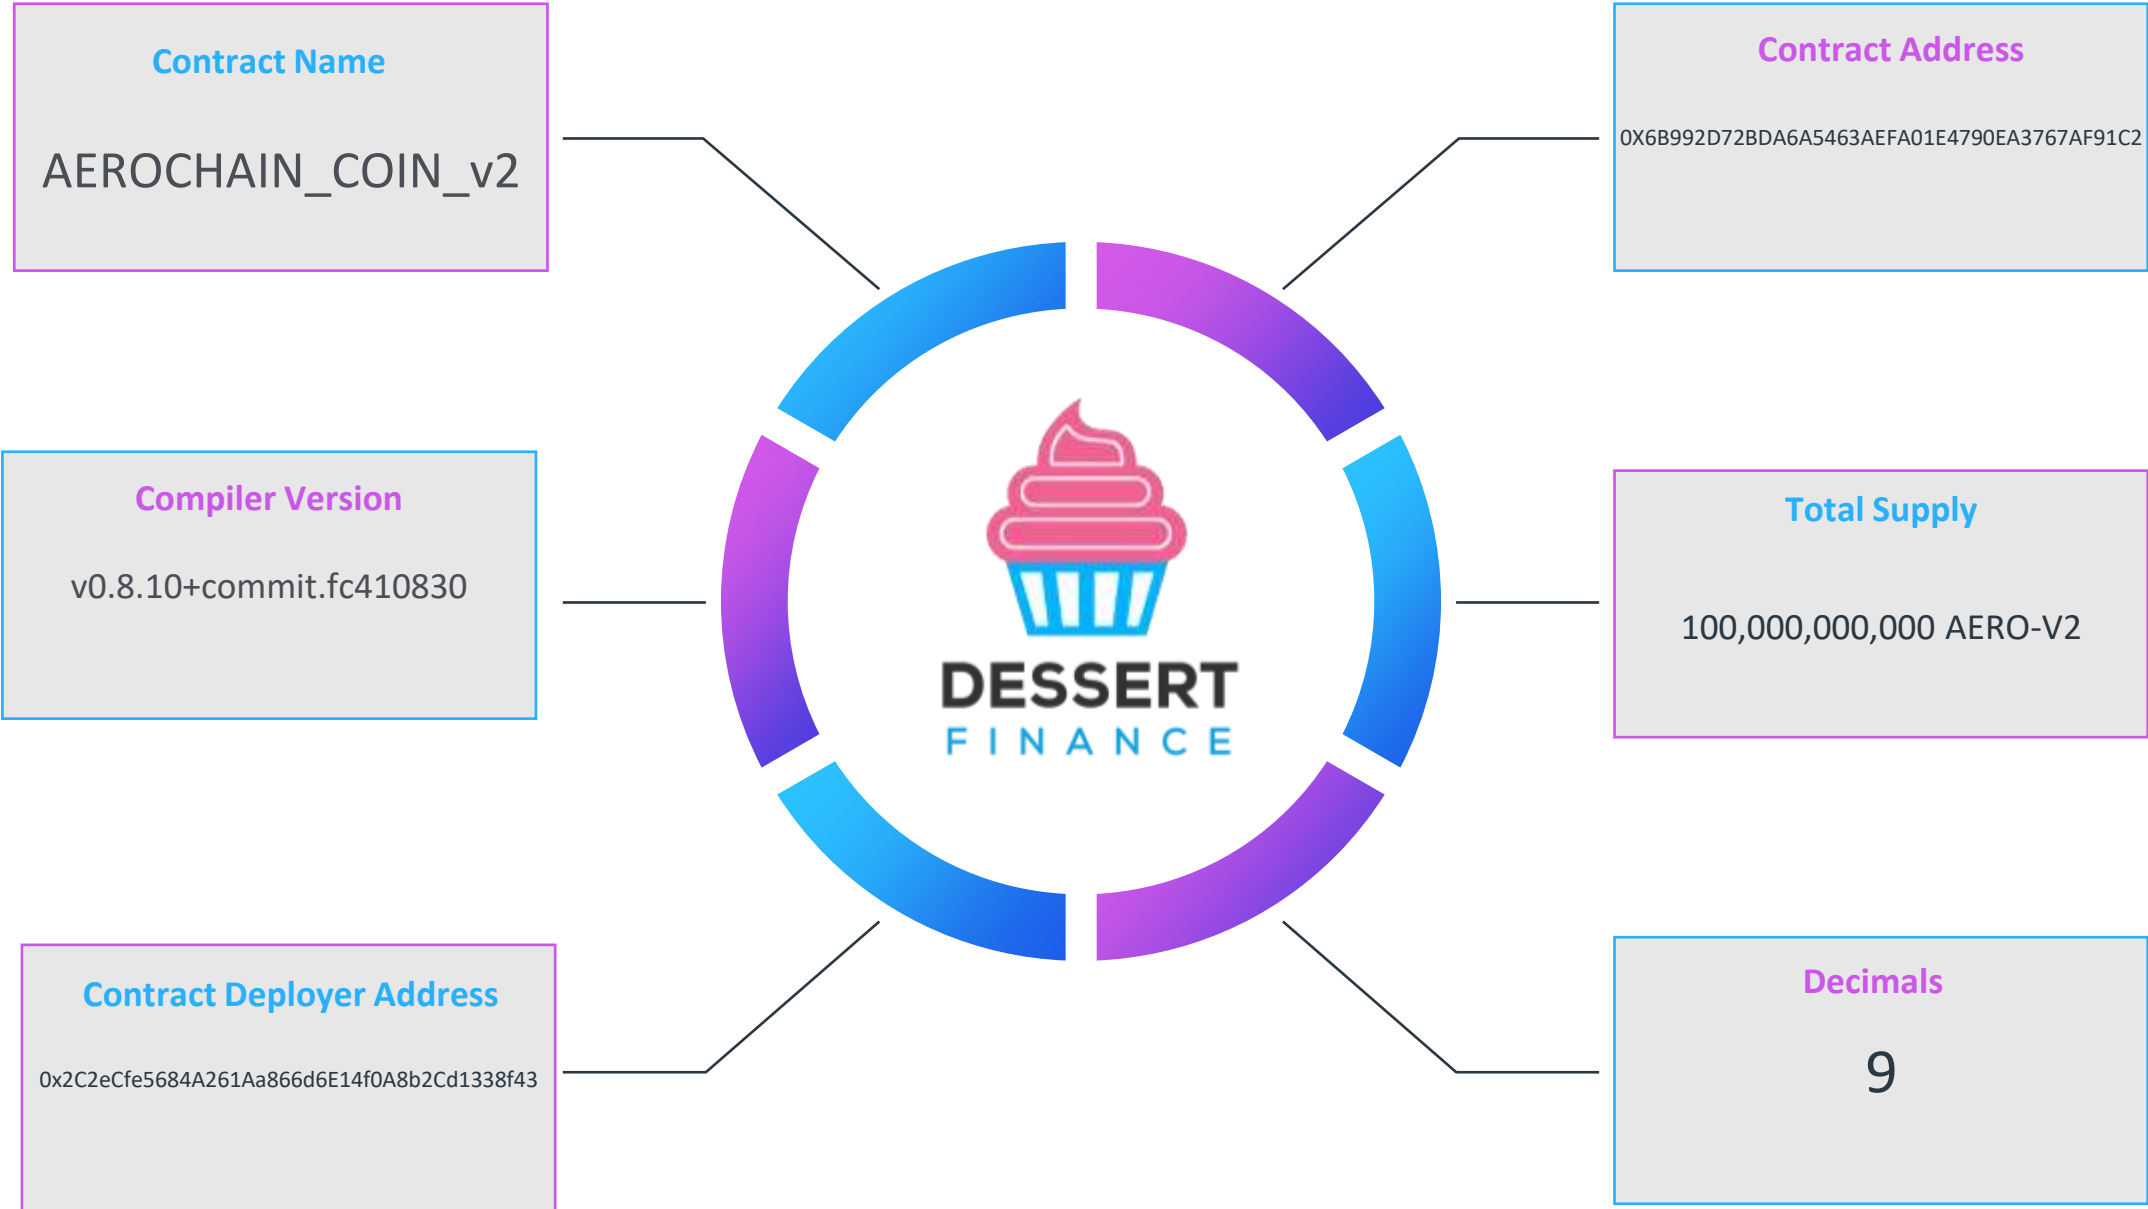 Contract Name
AEROCHAIN_COIN_v2
Contract Address
0X6B992D72BDA6A5463AEFA01E4790EA3767AF91C2
Compiler Version
v0.8.10+commit.fc410830
DESSERT
FINANCE
Total Supply
100,000,000,000 AERO-V2
Contract Deployer Address
0x2C2eCfe5684A261Aa866d6E14f0A8b2Cd1338f43
Decimals
9